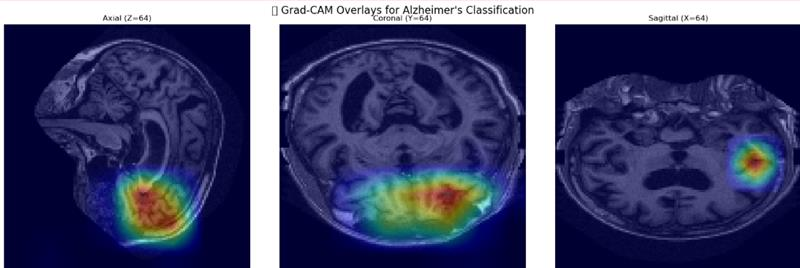 ▯ Grad-CAM Overlays for Alzheimer's Classification
Axial (Z=64)
Coronal (Y=64)
Sagittal (X=64)